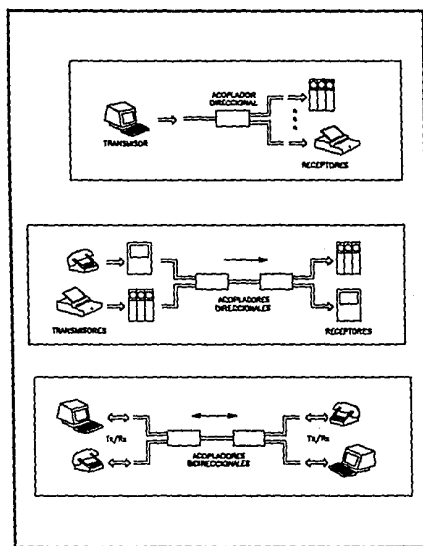 ACOPLADOR
DIRECCIONAL
TRANSMISOR
RECEPTORES
TRANSMISORES
ACOPLADORES
DIRECCIONALES
RECEPTORES
Tx/Rx
Tx/Rx
ACOPLADORES
BIDIRECCIONALES